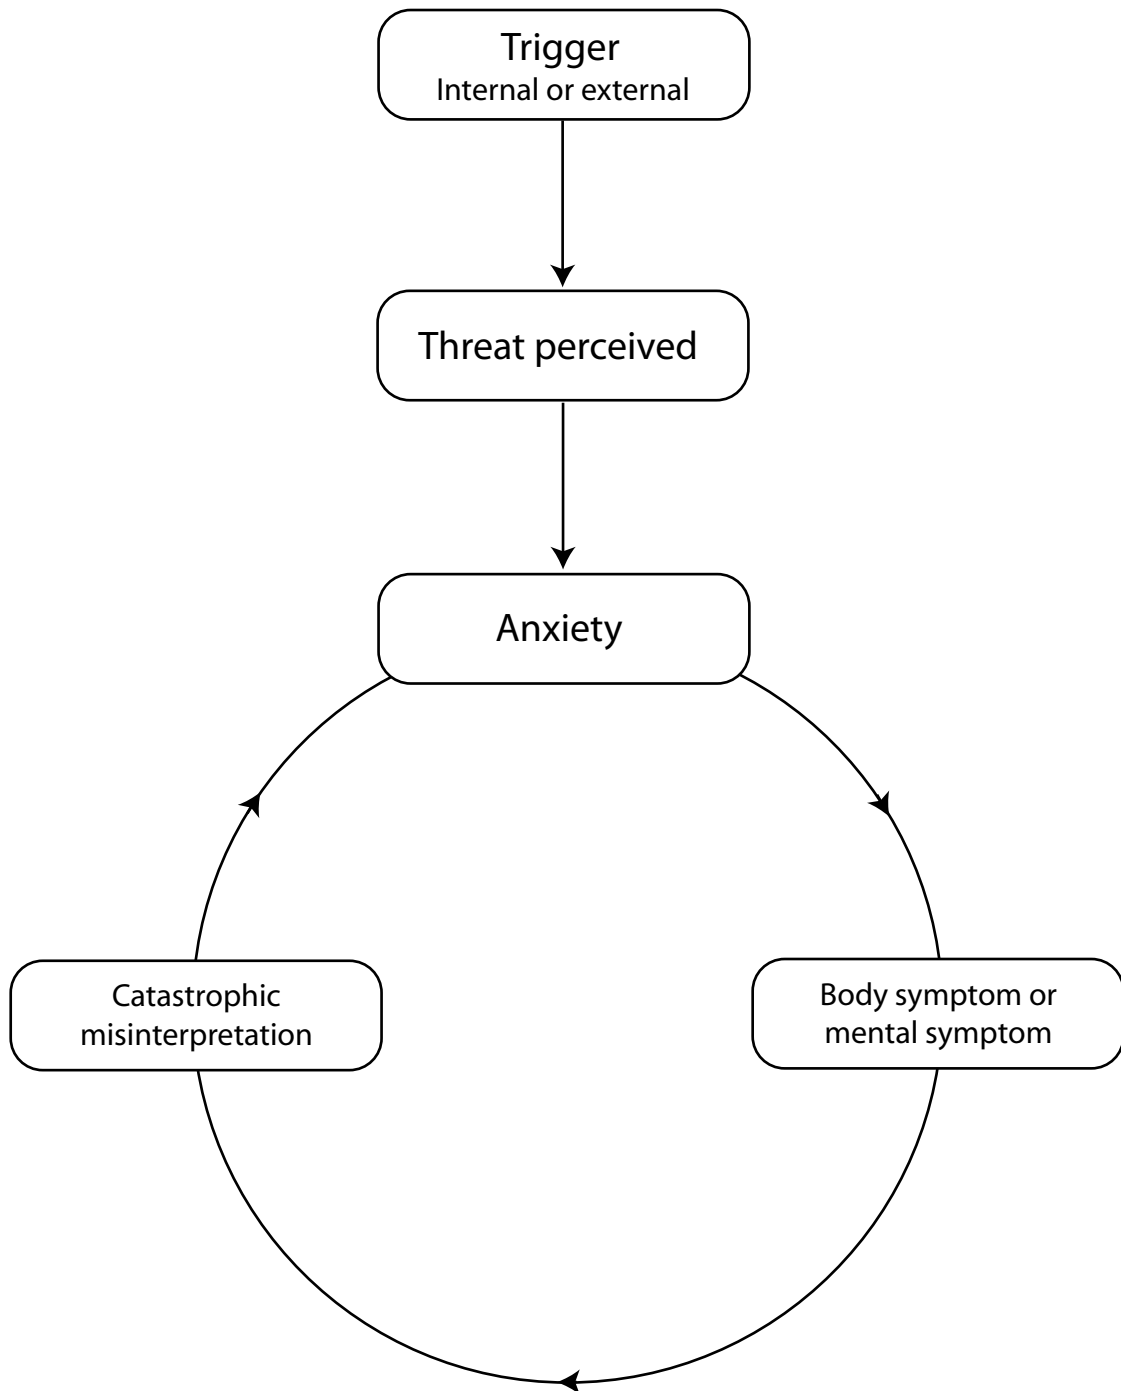 Trigger
Internal or external
Threat perceived
Anxiety
Catastrophic
misinterpretation
Body symptom or
mental symptom